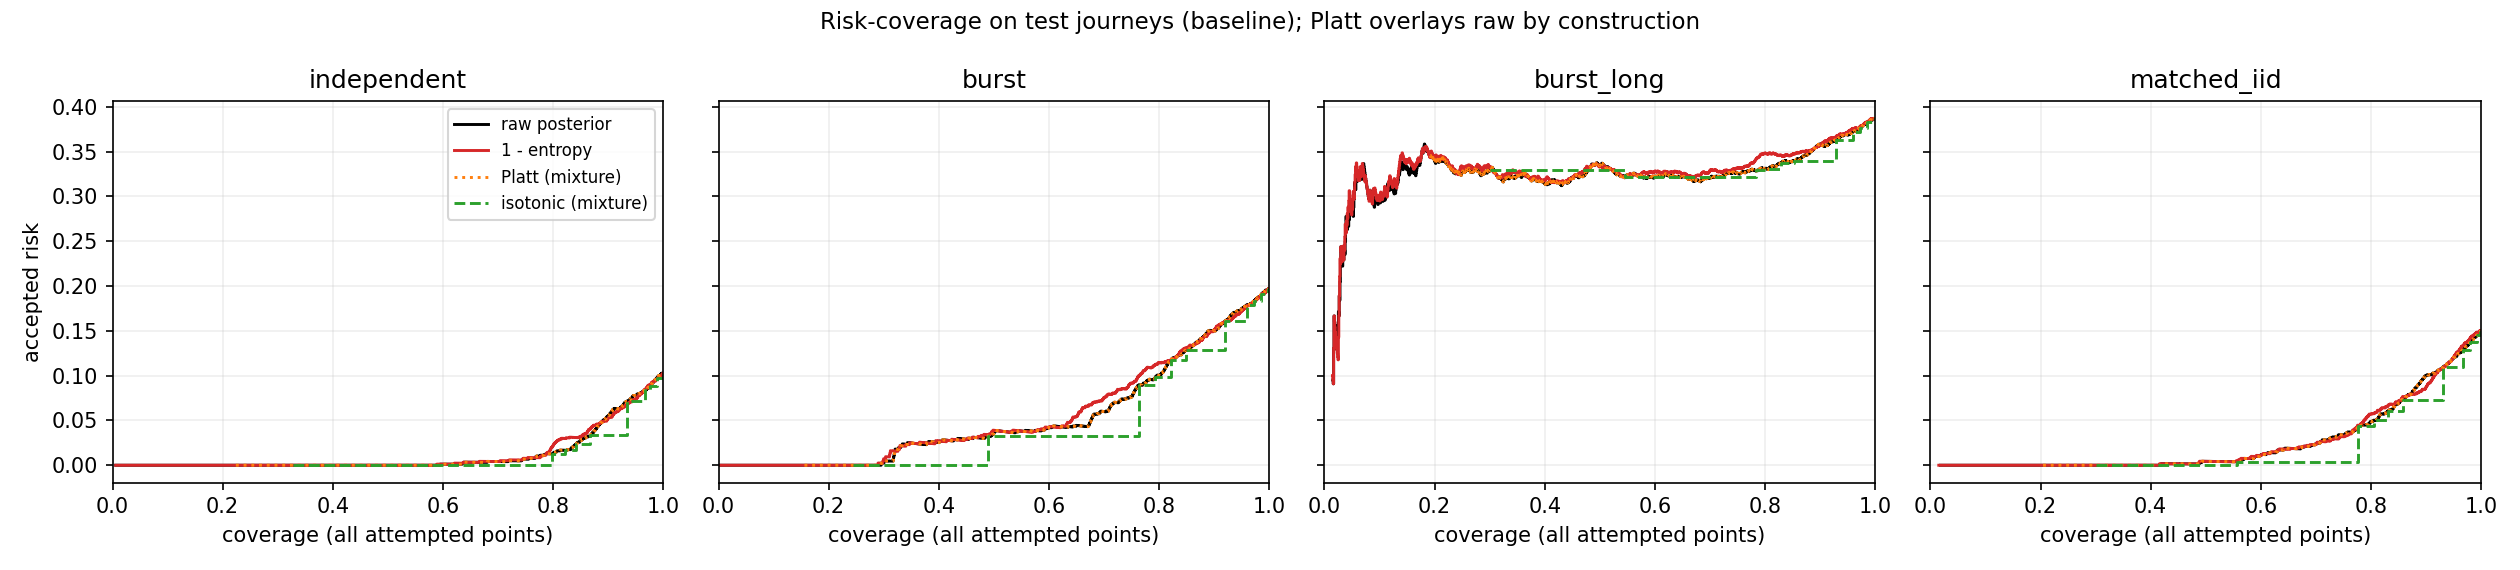 Risk-coverage on test journeys (baseline); Platt overlays raw by construction
independent
burst
burst_long
matched_iid
raw posterior
1 - entropy
Platt (mixture)
isotonic (mixture)
accepted risk
0.40
0.35
0.30
0.25
0.20
0.15
0.10
0.05
0.00
0.0 0.2 0.4 0.6 0.8 1.0
0.0 0.2 0.4 0.6 0.8 1.0
0.0 0.2 0.4 0.6 0.8 1.0
0.0 0.2 0.4 0.6 0.8 1.0
coverage (all attempted points)
coverage (all attempted points)
coverage (all attempted points)
coverage (all attempted points)